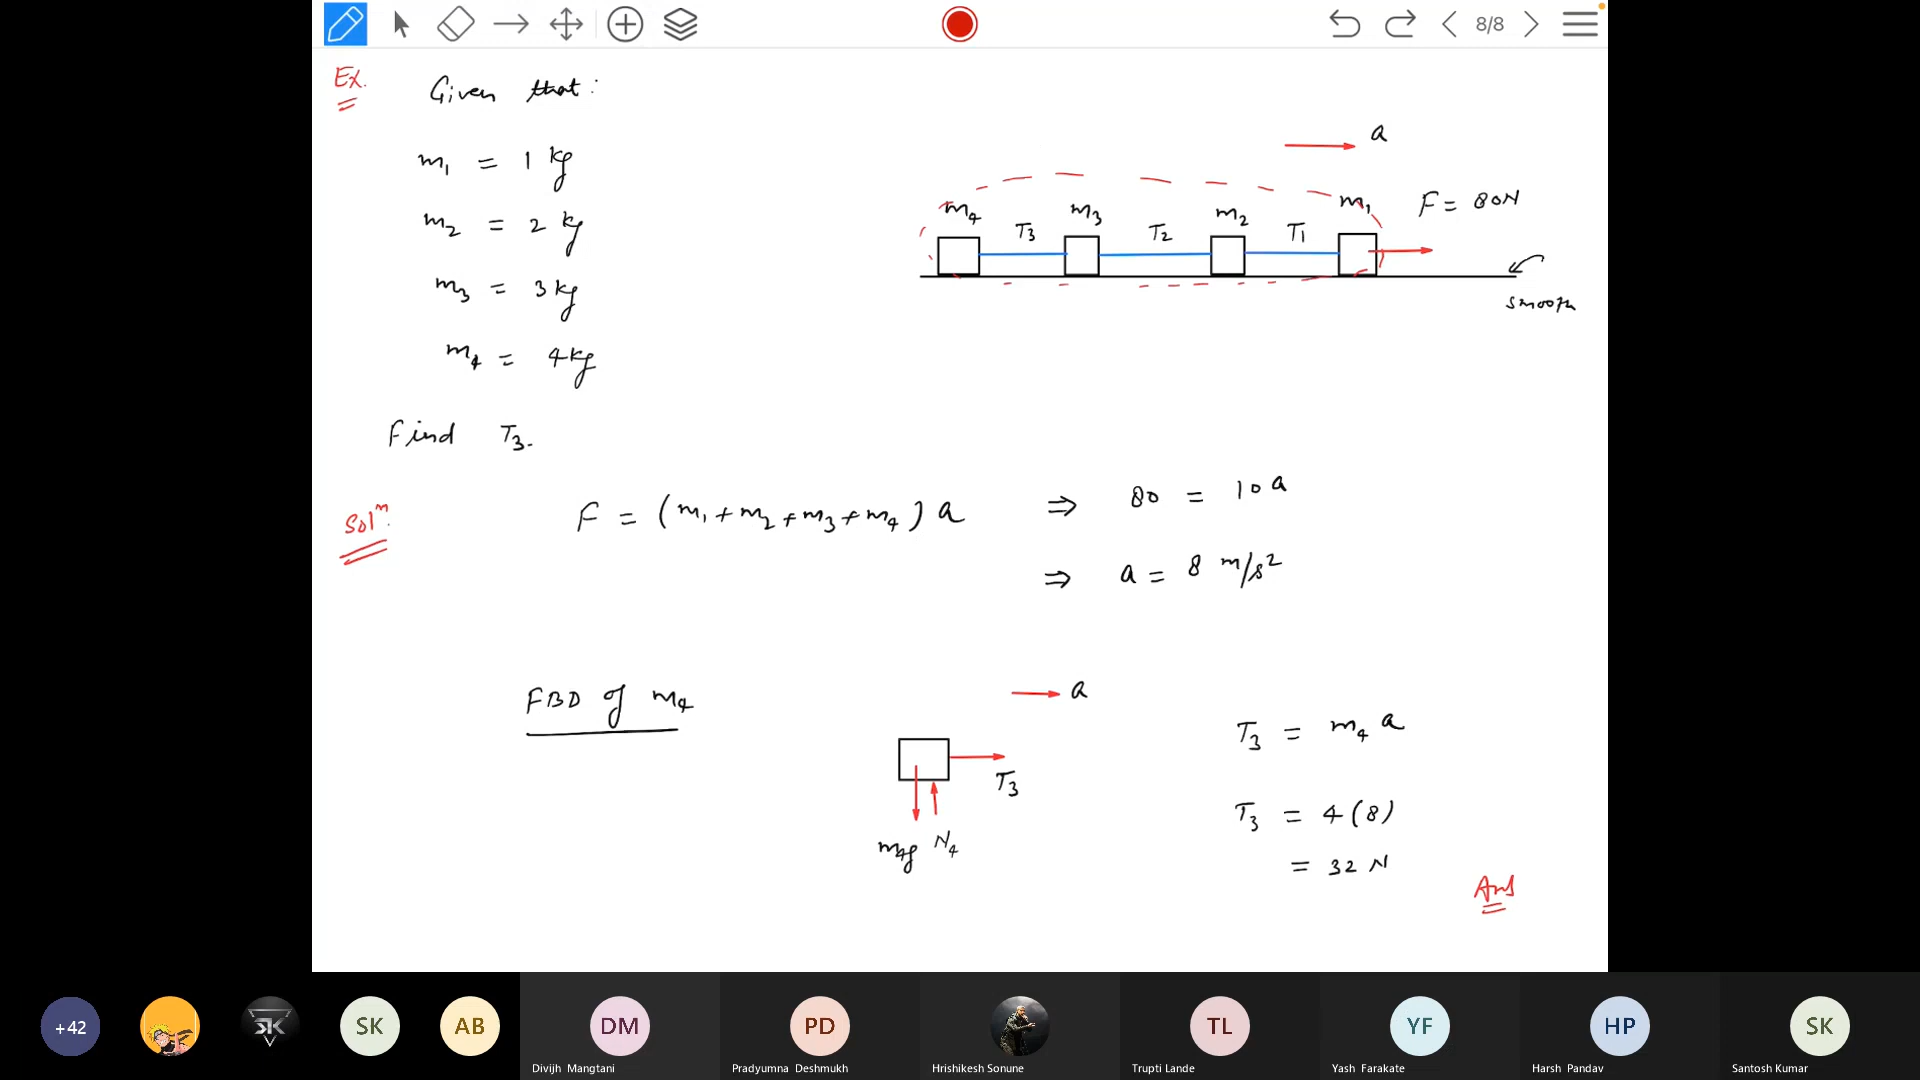 8/8
Ex. Given that:
m₁ = 1 kg
m₂ = 2 kg
m₃ = 3 kg
m₄ = 4 kg
a
m₄ m₃ m₂ m₁ F = 80N
T₃ T₂ T₁
smooth
Find T₃.
Solⁿ.
F = (m₁ + m₂ + m₃ + m₄) a ⇒ 80 = 10 a
⇒ a = 8 m/s²
FBD of m₄
a
T₃
m₄g N₄
T₃ = m₄ a
T₃ = 4(8)
= 32 N
Ans
+42 SK AB DM PD TL YF HP SK
SK
Divijh Mangtani
Pradyumna Deshmukh
Hrishikesh Sonune
Trupti Lande
Yash Farakate
Harsh Pandav
Santosh Kumar